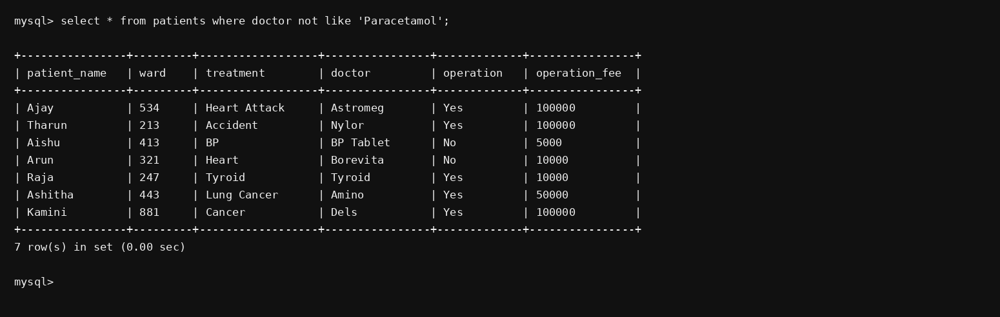 mysql> select * from patients where doctor not like 'Paracetamol';
+----------------+---------+------------------+----------------+-------------+----------------+
| patient_name   | ward    | treatment        | doctor         | operation   | operation_fee  |
+----------------+---------+------------------+----------------+-------------+----------------+
| Ajay           | 534     | Heart Attack     | Astromeg       | Yes         | 100000         |
| Tharun         | 213     | Accident         | Nylor          | Yes         | 100000         |
| Aishu          | 413     | BP               | BP Tablet      | No          | 5000           |
| Arun           | 321     | Heart            | Borevita       | No          | 10000          |
| Raja           | 247     | Tyroid           | Tyroid         | Yes         | 10000          |
| Ashitha        | 443     | Lung Cancer      | Amino          | Yes         | 50000          |
| Kamini         | 881     | Cancer           | Dels           | Yes         | 100000         |
+----------------+---------+------------------+----------------+-------------+----------------+
7 row(s) in set (0.00 sec)
mysql>